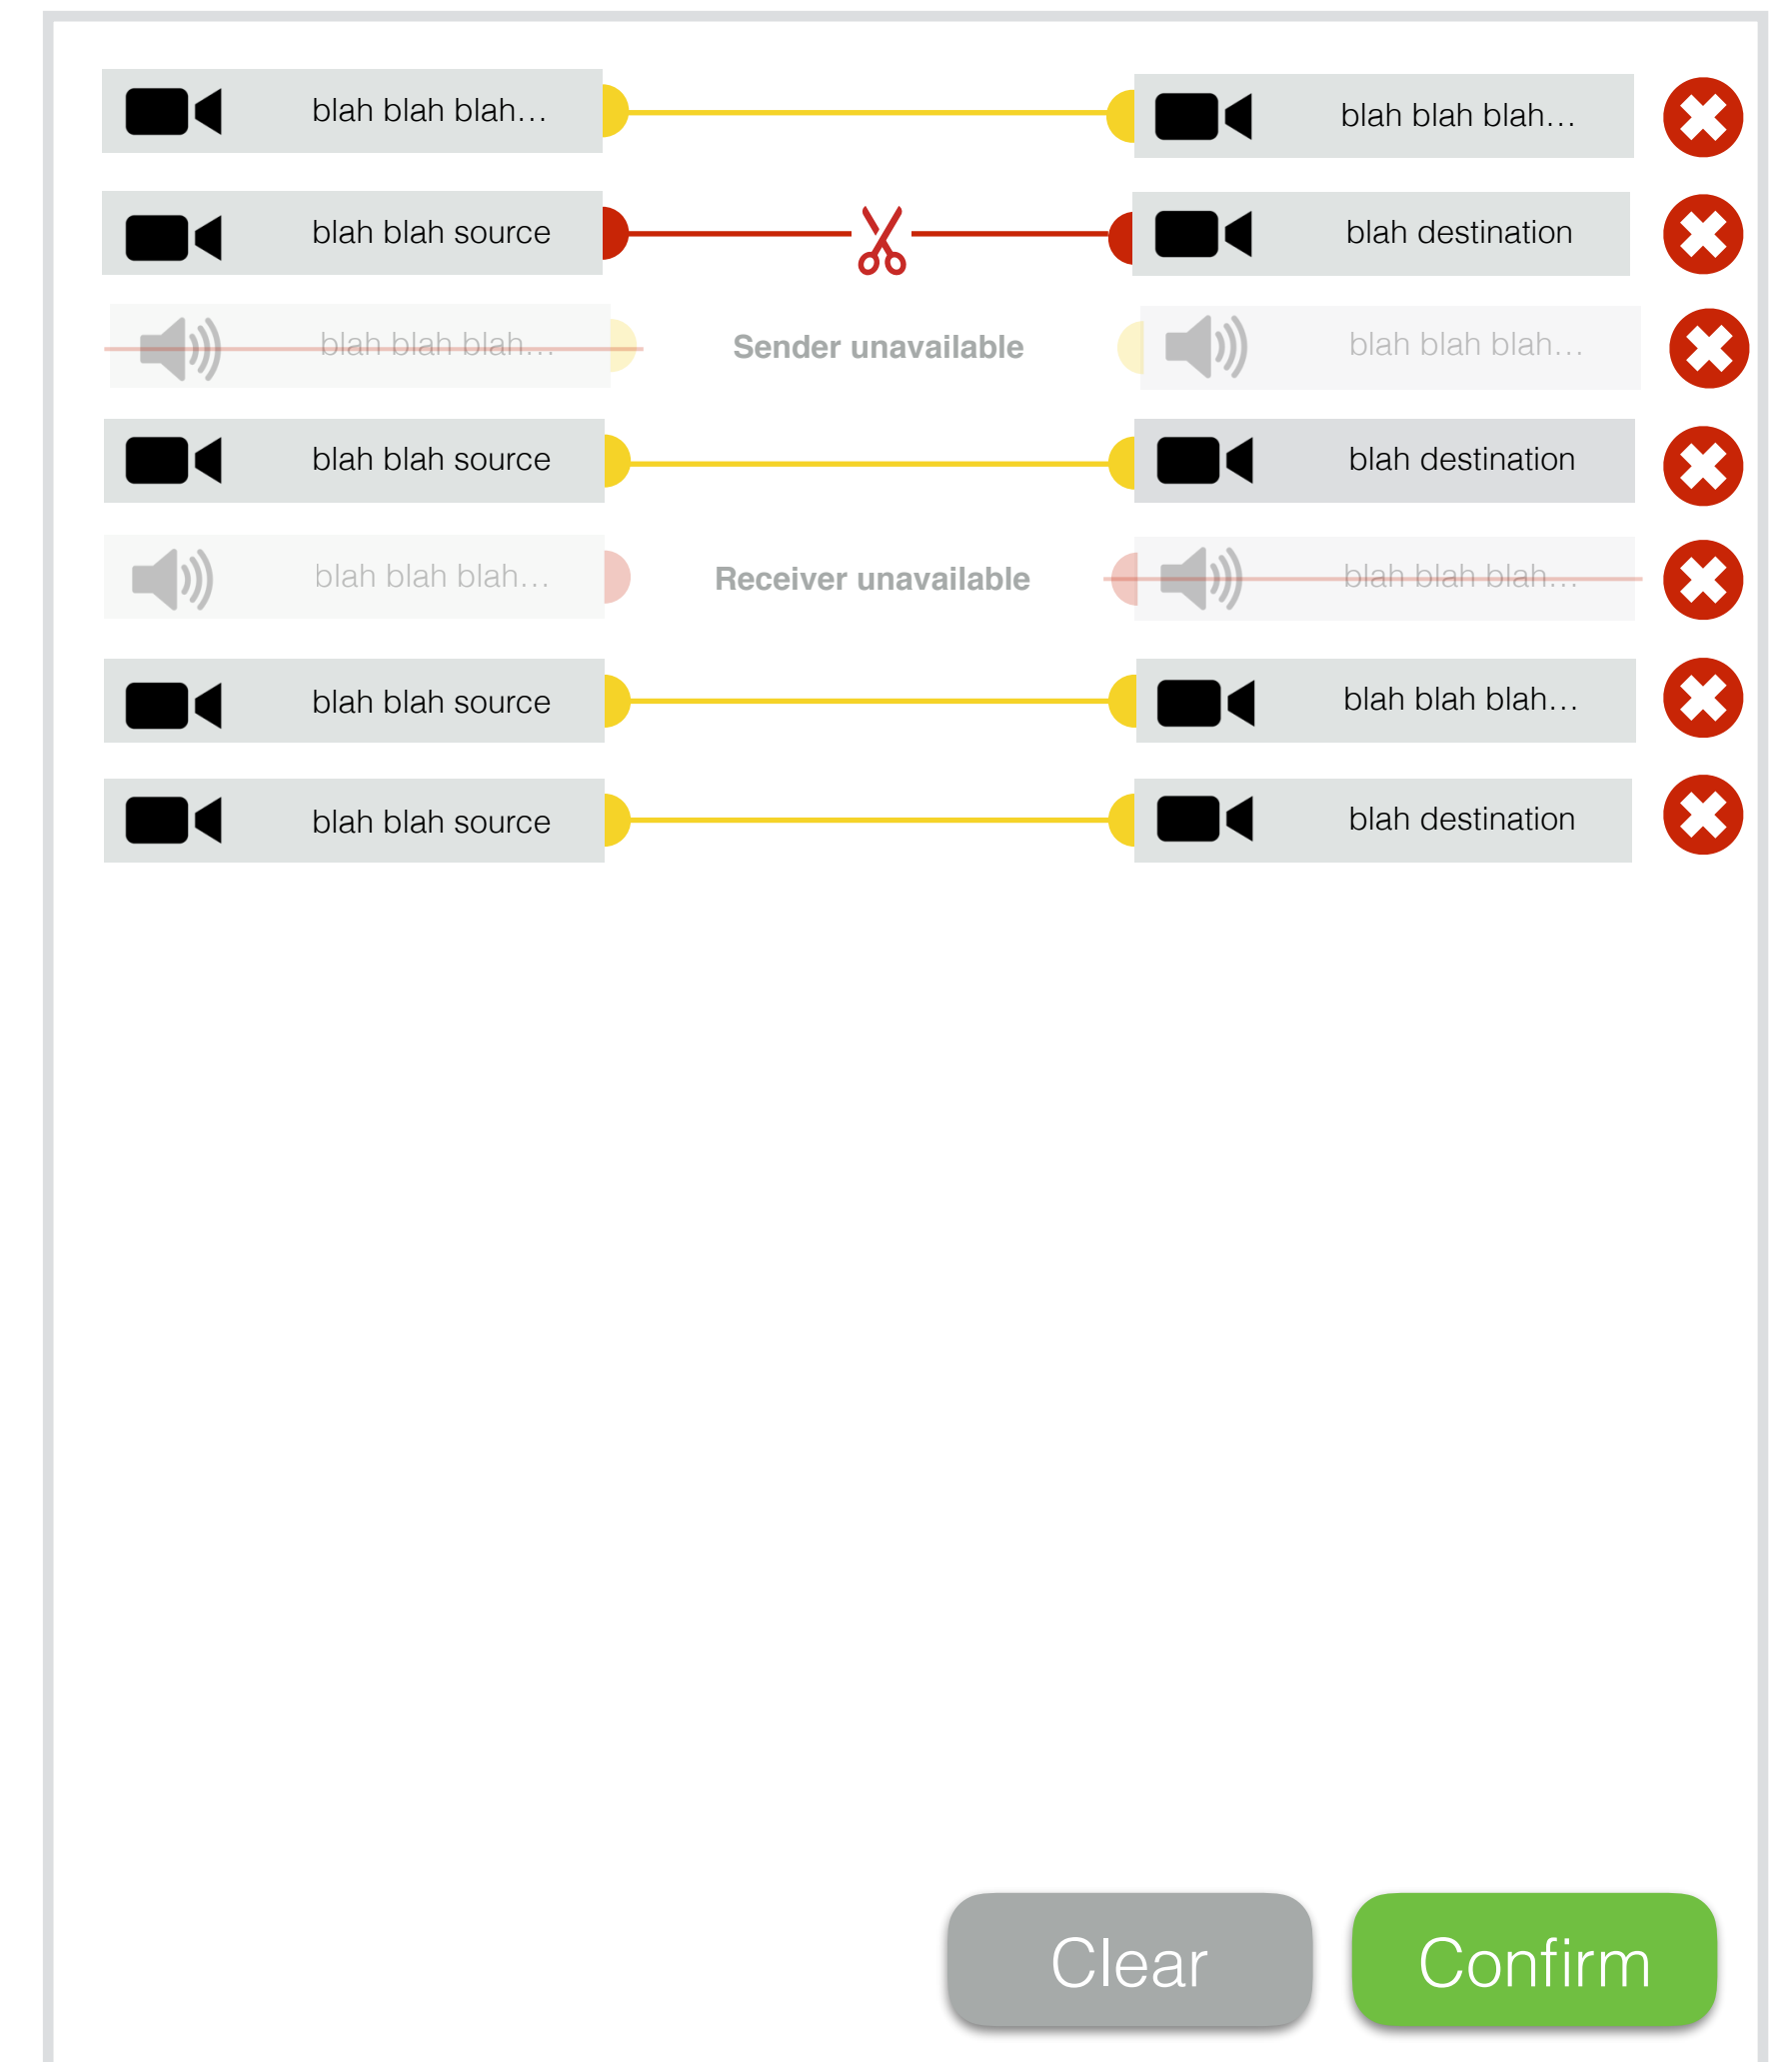 blah blah blah… blah blah blah…
blah blah source blah destination
blah blah blah… Sender unavailable blah blah blah…
blah blah source blah destination
blah blah blah… Receiver unavailable blah blah blah…
blah blah source blah blah blah…
blah blah source blah destination
Clear Confirm